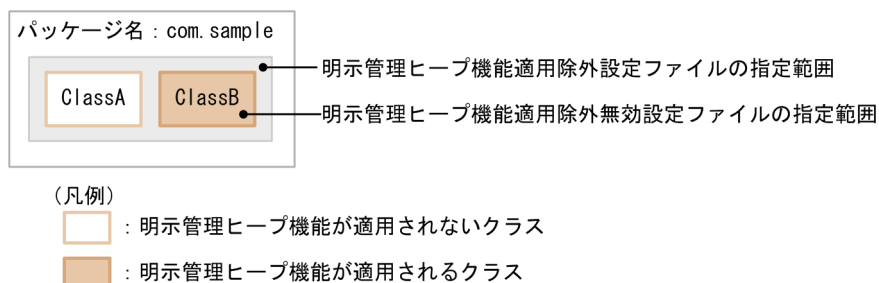 パッケージ名：com.sample
明示管理ヒープ機能適用除外設定ファイルの指定範囲
ClassA
ClassB
明示管理ヒープ機能適用除外無効設定ファイルの指定範囲
（凡例）
：明示管理ヒープ機能が適用されないクラス
：明示管理ヒープ機能が適用されるクラス